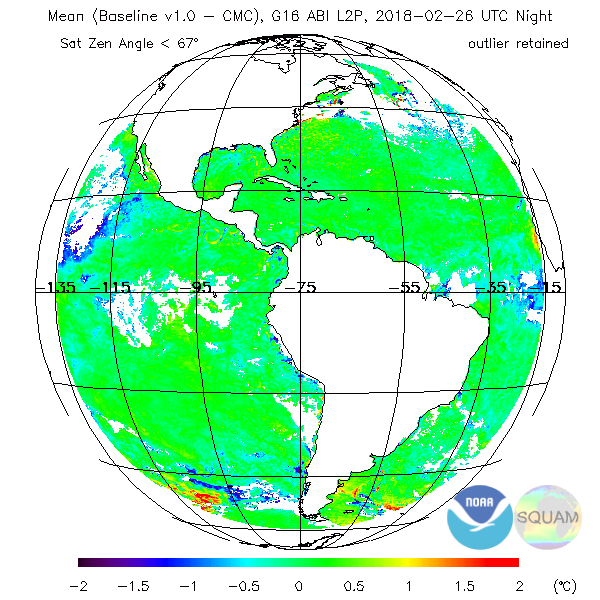 Mean (Baseline v1.0 – CMC), G16 ABI L2P, 2018–02–26 UTC Night
Sat Zen Angle < 67° outlier retained
−135 −115 −95 −75 −55 −35 −15
NOAA SQUAM
−2 −1.5 −1 −0.5 0 0.5 1 1.5 2 (°C)